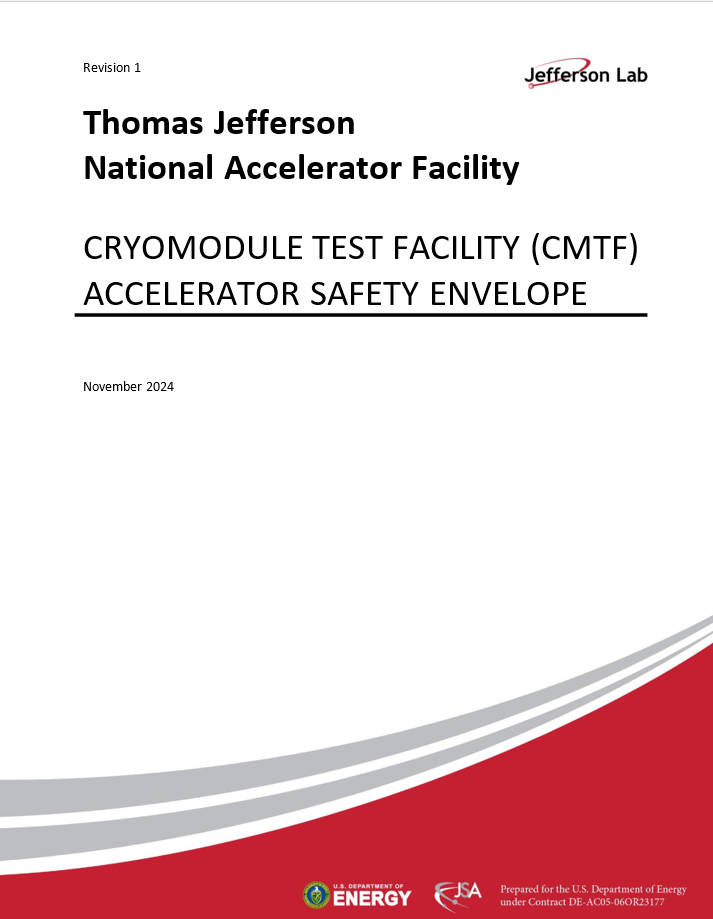 Revision 1
Jefferson Lab
Thomas Jefferson
National Accelerator Facility
CRYOMODULE TEST FACILITY (CMTF)
ACCELERATOR SAFETY ENVELOPE
November 2024
U.S. DEPARTMENT OF
ENERGY
JSA
Prepared for the U.S. Department of Energy
under Contract DE-AC05-06OR23177